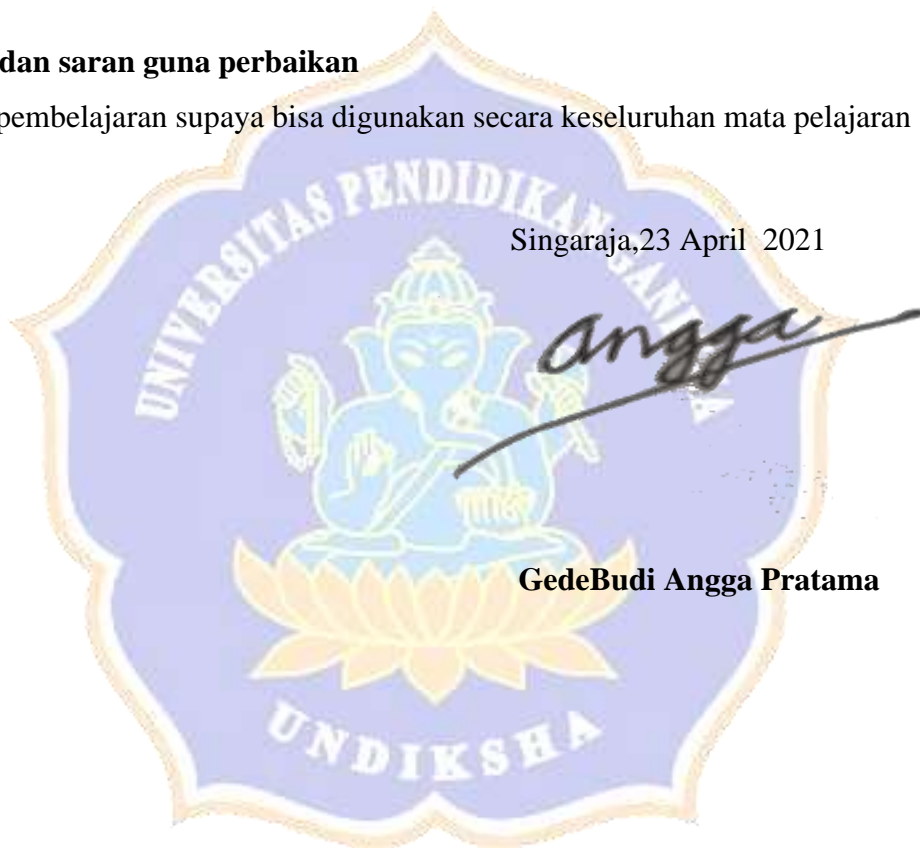 dan saran guna perbaikan
pembelajaran supaya bisa digunakan secara keseluruhan mata pelajaran
UNIVERSITAS PENDIDIKAN GANESHA
Singaraja,23 April  2021
angga
GedeBudi Angga Pratama
UNDIKSHA